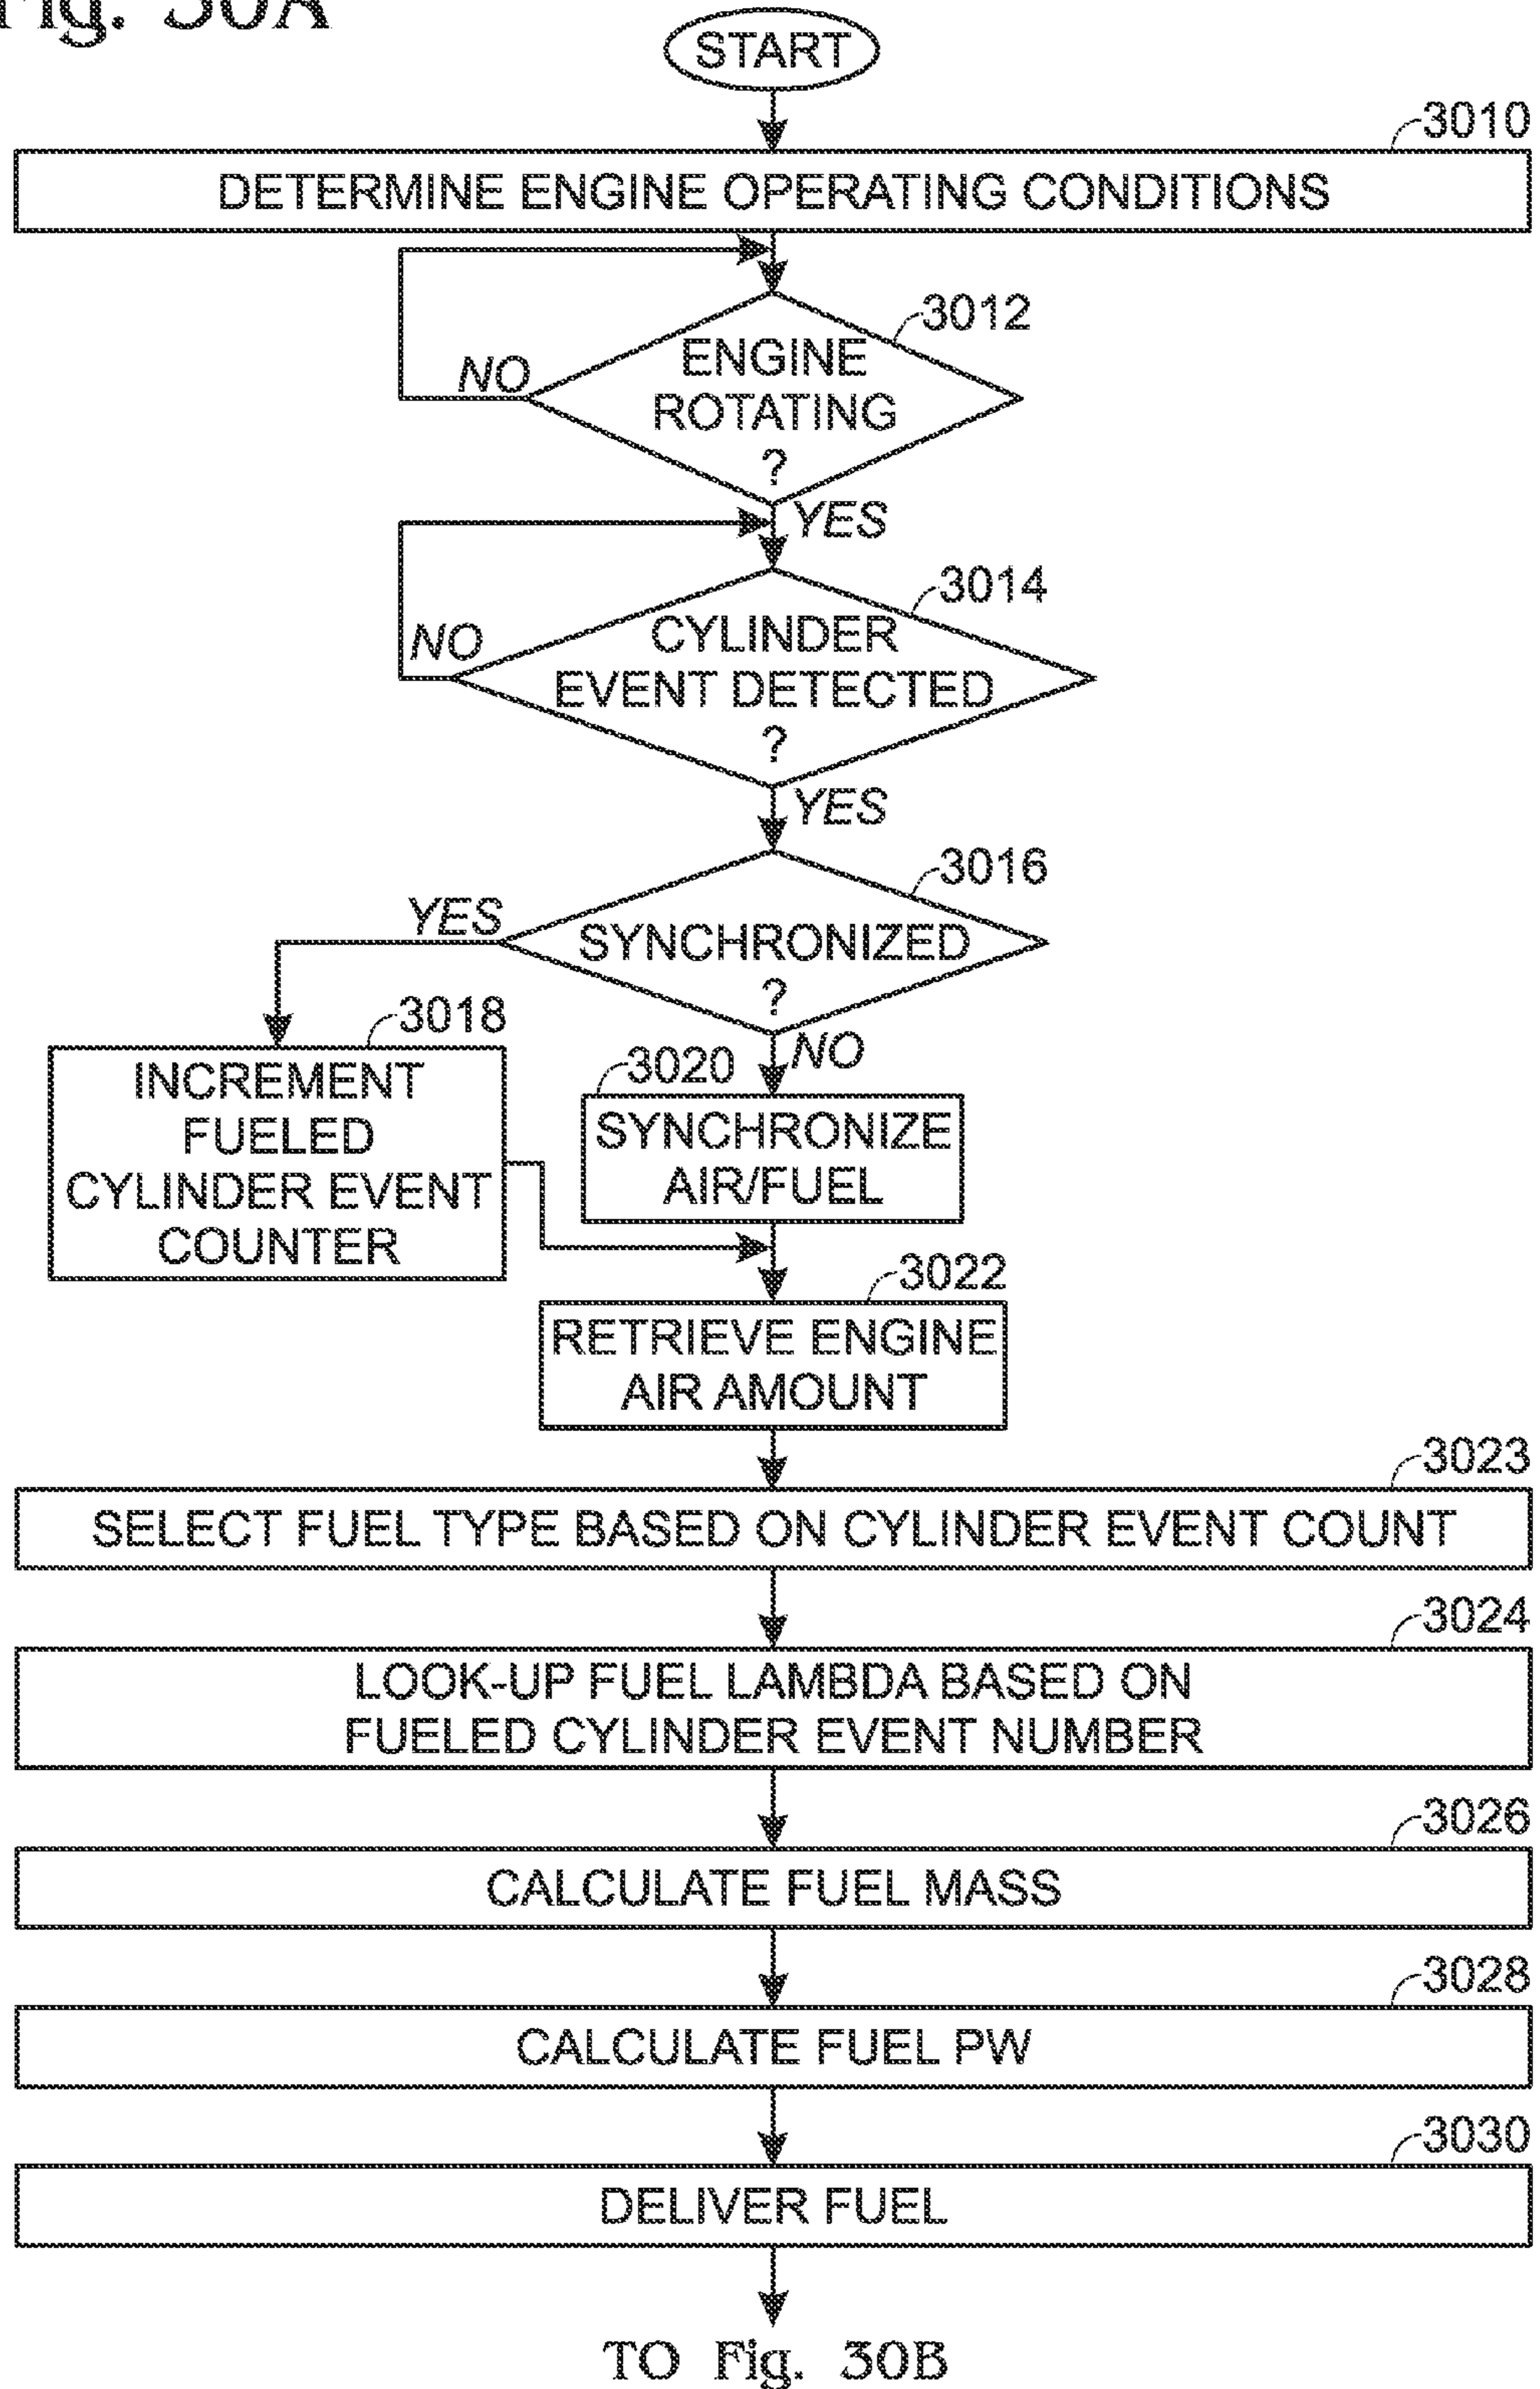 Fig. 30A
START
3010
DETERMINE ENGINE OPERATING CONDITIONS
3012
NO
ENGINE
ROTATING
?
YES
3014
NO
CYLINDER
EVENT DETECTED
?
YES
3016
YES
SYNCHRONIZED
?
NO
3018
INCREMENT
FUELED
CYLINDER EVENT
COUNTER
3020
SYNCHRONIZE
AIR/FUEL
3022
RETRIEVE ENGINE
AIR AMOUNT
3023
SELECT FUEL TYPE BASED ON CYLINDER EVENT COUNT
3024
LOOK-UP FUEL LAMBDA BASED ON
FUELED CYLINDER EVENT NUMBER
3026
CALCULATE FUEL MASS
3028
CALCULATE FUEL PW
3030
DELIVER FUEL
TO Fig. 30B